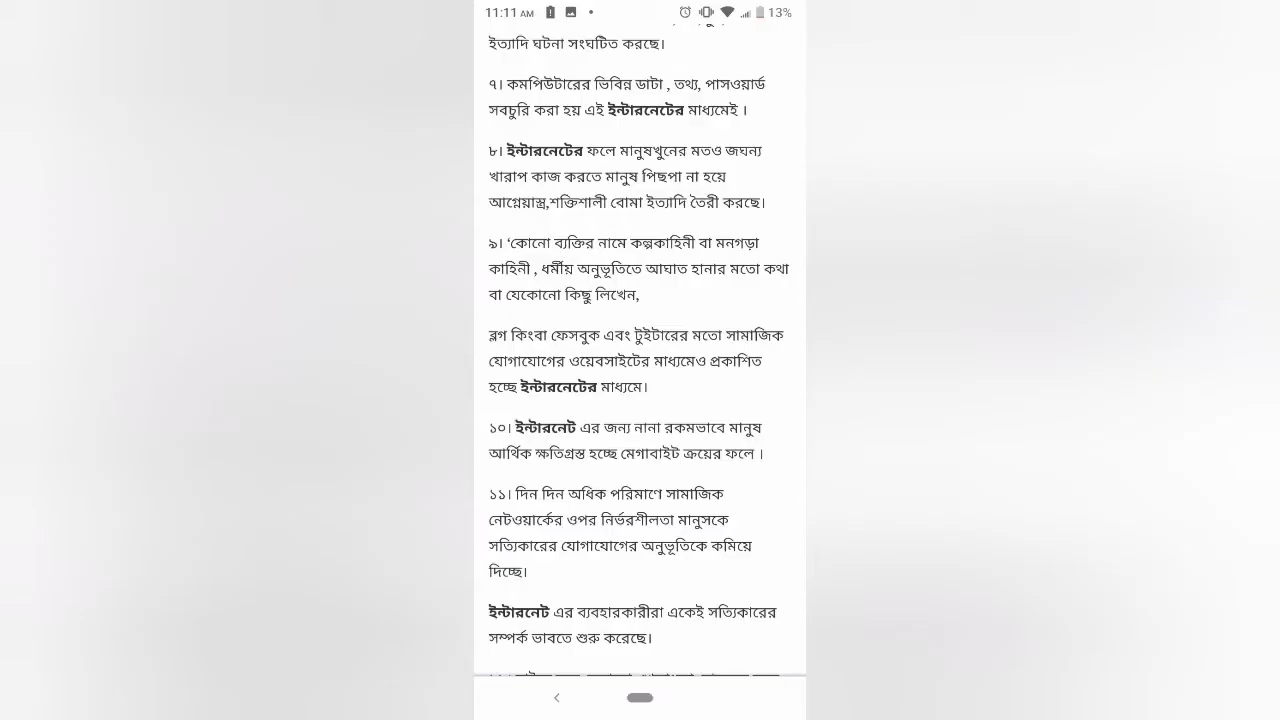 11:11 AM
13%
ইত্যাদি ঘটনা সংঘটিত করছে।
৭। কমপিউটারের ভিবিন্ন ডাটা , তথ্য, পাসওয়ার্ড
সবচুরি করা হয় এই ইন্টারনেটের মাধ্যমেই ।
৮। ইন্টারনেটের ফলে মানুষখুনের মতও জঘন্য
খারাপ কাজ করতে মানুষ পিছপা না হয়ে
আগ্নেয়াস্ত্র,শক্তিশালী বোমা ইত্যাদি তৈরী করছে।
৯। ‘কোনো ব্যক্তির নামে কল্পকাহিনী বা মনগড়া
কাহিনী , ধর্মীয় অনুভূতিতে আঘাত হানার মতো কথা
বা যেকোনো কিছু লিখেন,
ব্লগ কিংবা ফেসবুক এবং টুইটারের মতো সামাজিক
যোগাযোগের ওয়েবসাইটের মাধ্যমেও প্রকাশিত
হচ্ছে ইন্টারনেটের মাধ্যমে।
১০। ইন্টারনেট এর জন্য নানা রকমভাবে মানুষ
আর্থিক ক্ষতিগ্রস্ত হচ্ছে মেগাবাইট ক্রয়ের ফলে ।
১১। দিন দিন অধিক পরিমাণে সামাজিক
নেটওয়ার্কের ওপর নির্ভরশীলতা মানুসকে
সত্যিকারের যোগাযোগের অনুভূতিকে কমিয়ে
দিচ্ছে।
ইন্টারনেট এর ব্যবহারকারীরা একেই সত্যিকারের
সম্পর্ক ভাবতে শুরু করেছে।